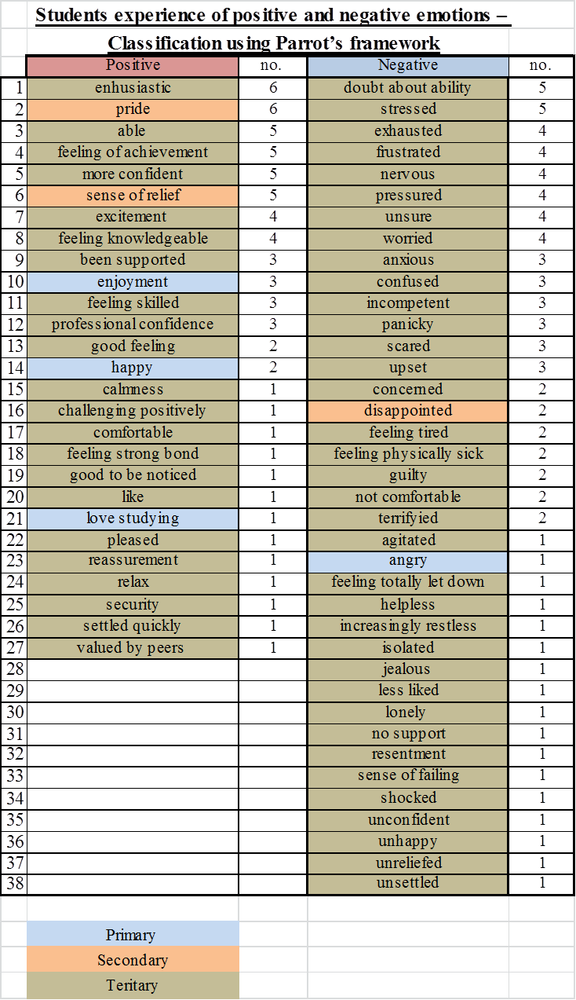 Students experience of positive and negative emotions –
Classification using Parrot's framework
Positive no. Negative no.
1 enhusiastic 6 doubt about ability 5
2 pride 6 stressed 5
3 able 5 exhausted 4
4 feeling of achievement 5 frustrated 4
5 more confident 5 nervous 4
6 sense of relief 5 pressured 4
7 excitement 4 unsure 4
8 feeling knowledgeable 4 worried 4
9 been supported 3 anxious 3
10 enjoyment 3 confused 3
11 feeling skilled 3 incompetent 3
12 professional confidence 3 panicky 3
13 good feeling 2 scared 3
14 happy 2 upset 3
15 calmness 1 concerned 2
16 challenging positively 1 disappointed 2
17 comfortable 1 feeling tired 2
18 feeling strong bond 1 feeling physically sick 2
19 good to be noticed 1 guilty 2
20 like 1 not comfortable 2
21 love studying 1 terrifyied 2
22 pleased 1 agitated 1
23 reassurement 1 angry 1
24 relax 1 feeling totally let down 1
25 security 1 helpless 1
26 settled quickly 1 increasingly restless 1
27 valued by peers 1 isolated 1
28 jealous 1
29 less liked 1
30 lonely 1
31 no support 1
32 resentment 1
33 sense of failing 1
34 shocked 1
35 unconfident 1
36 unhappy 1
37 unreliefed 1
38 unsettled 1
Primary
Secondary
Teritary